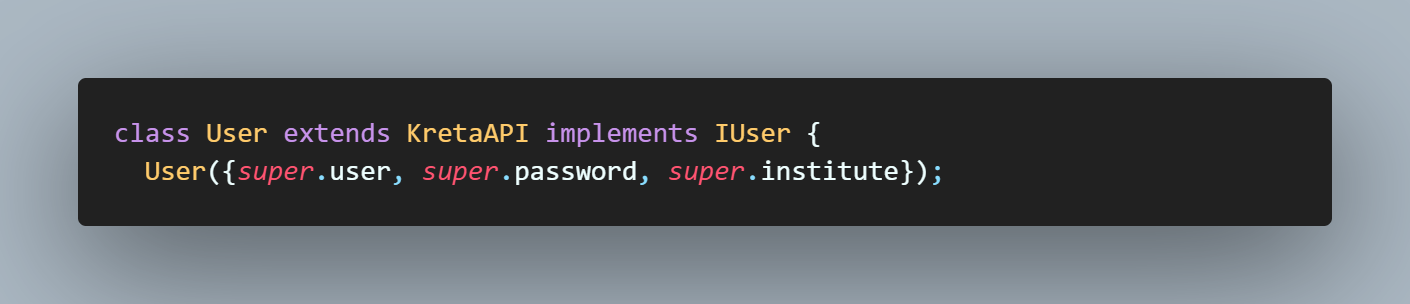 class User extends KretaAPI implements IUser {
  User({super.user, super.password, super.institute});